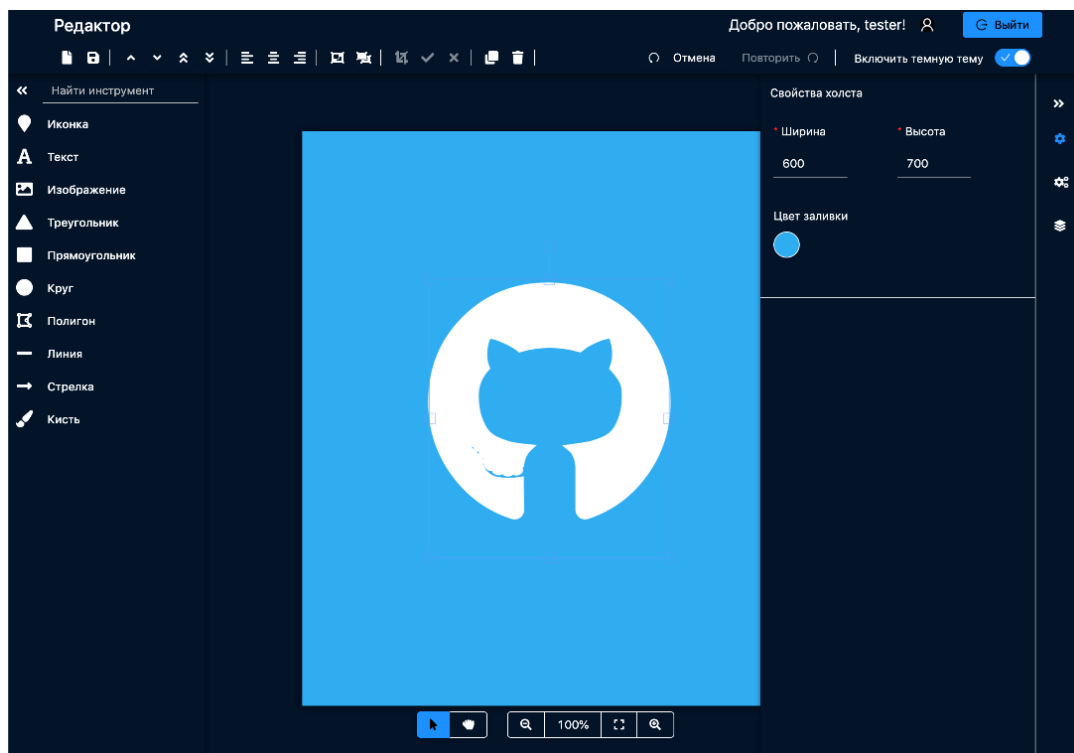 Редактор
Добро пожаловать, tester!
Выйти
Отмена
Повторить
Включить темную тему
Найти инструмент
Иконка
Текст
Изображение
Треугольник
Прямоугольник
Круг
Полигон
Линия
Стрелка
Кисть
Свойства холста
* Ширина
* Высота
600
700
Цвет заливки
100%